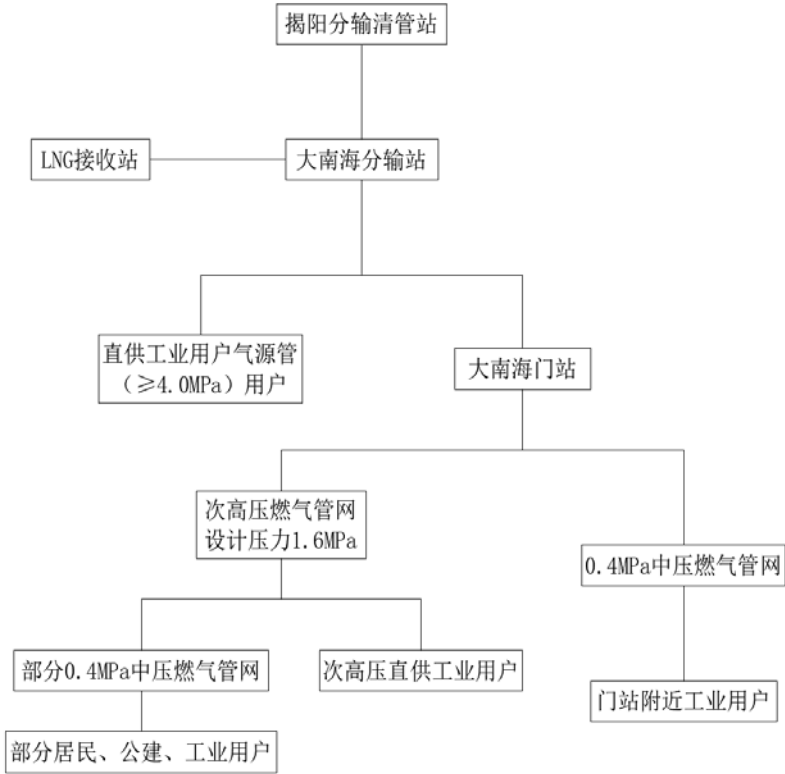 揭阳分输清管站
LNG接收站
大南海分输站
直供工业用户气源管
（≥4.0MPa）用户
大南海门站
次高压燃气管网
设计压力1.6MPa
0.4MPa中压燃气管网
部分0.4MPa中压燃气管网
次高压直供工业用户
门站附近工业用户
部分居民、公建、工业用户